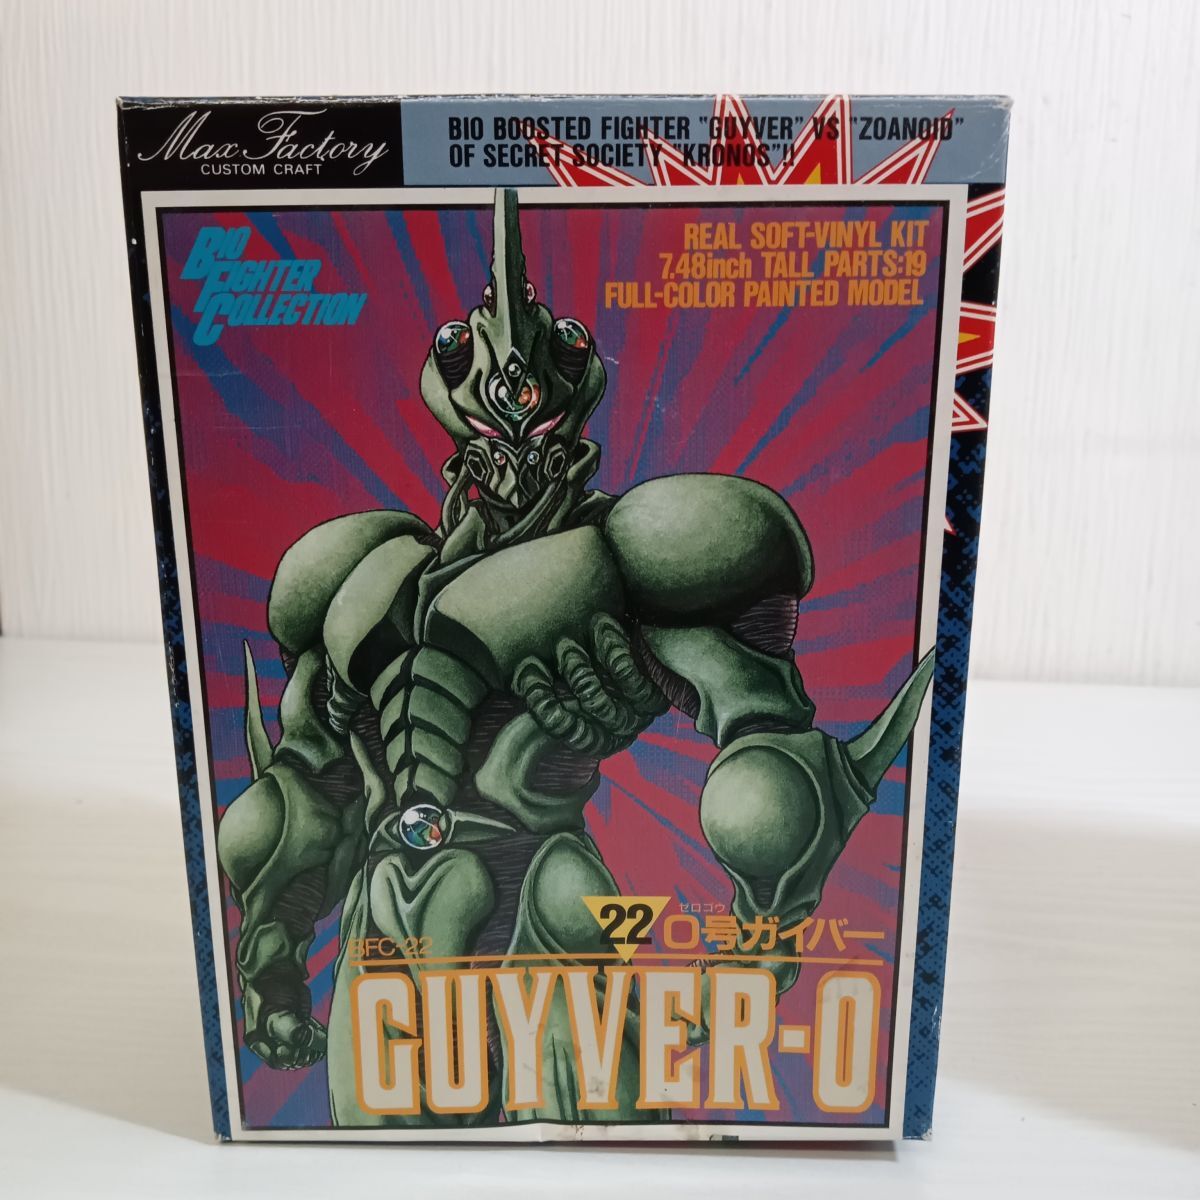 Max Factory
CUSTOM CRAFT
BIO BOOSTED FIGHTER "GUYVER" VS "ZOANOID"
OF SECRET SOCIETY "KRONOS"!!
BIO
FIGHTER
COLLECTION
REAL SOFT-VINYL KIT
7.48inch TALL PARTS:19
FULL-COLOR PAINTED MODEL
ゼロゴウ
22 0号ガイバー
BFC-22
GUYVER-0